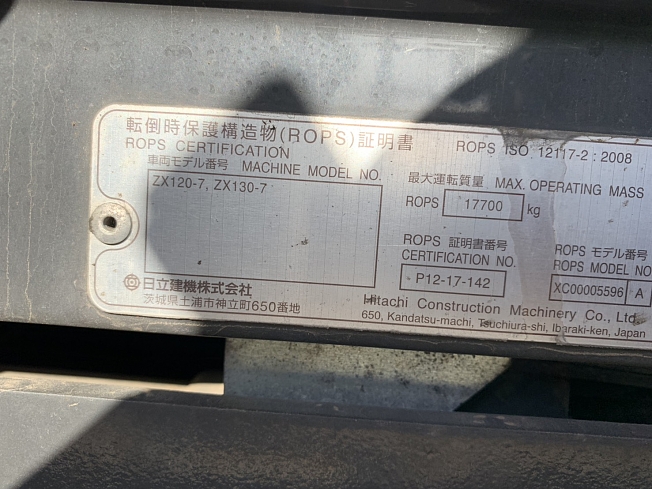 転倒時保護構造物(ROPS)証明書
ROPS CERTIFICATION
ROPS ISO 12117-2 : 2008
車両モデル番号 MACHINE MODEL NO.
ZX120-7, ZX130-7
最大運転質量 MAX. OPERATING MASS
ROPS 17700 kg
ROPS 証明書番号
CERTIFICATION NO.
P12-17-142
ROPS モデル番号
ROPS MODEL NO
XC00005596 A
日立建機株式会社
茨城県土浦市神立町650番地
Hitachi Construction Machinery Co., Ltd.
650, Kandatsu-machi, Tsuchiura-shi, Ibaraki-ken, Japan